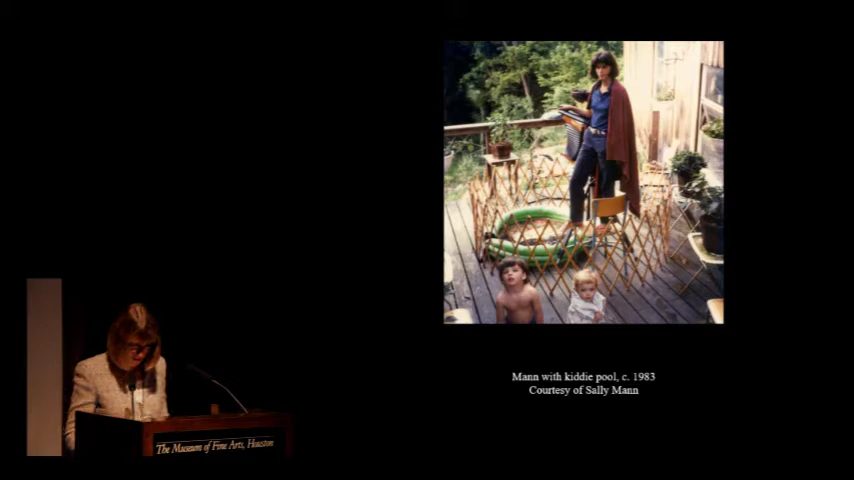 Mann with kiddie pool, c. 1983
Courtesy of Sally Mann
The Museum of Fine Arts, Houston